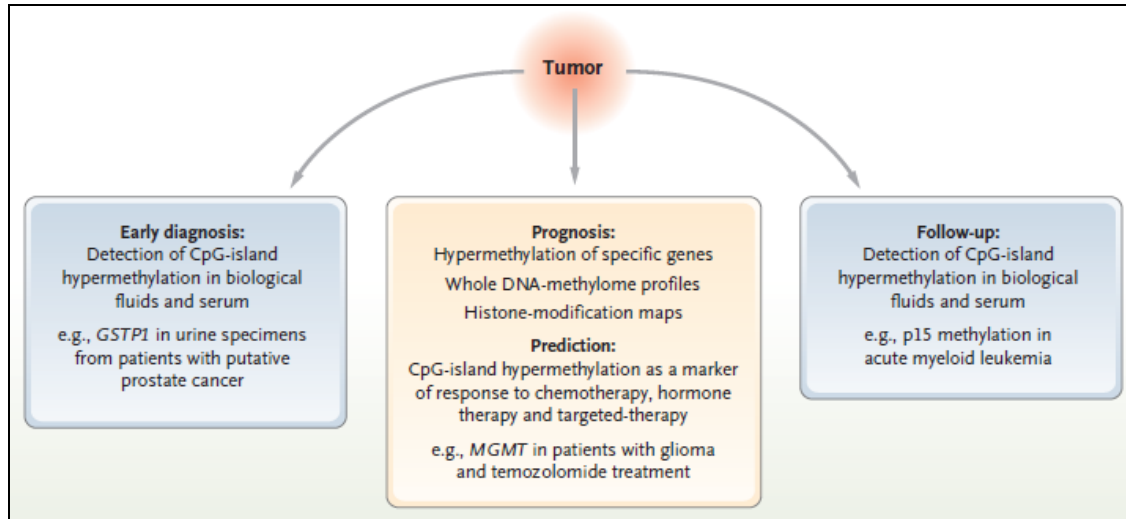 Tumor
Early diagnosis:
Detection of CpG-island
hypermethylation in biological
fluids and serum
e.g., GSTP1 in urine specimens
from patients with putative
prostate cancer
Prognosis:
Hypermethylation of specific genes
Whole DNA-methylome profiles
Histone-modification maps
Prediction:
CpG-island hypermethylation as a marker
of response to chemotherapy, hormone
therapy and targeted-therapy
e.g., MGMT in patients with glioma
and temozolomide treatment
Follow-up:
Detection of CpG-island
hypermethylation in biological
fluids and serum
e.g., p15 methylation in
acute myeloid leukemia